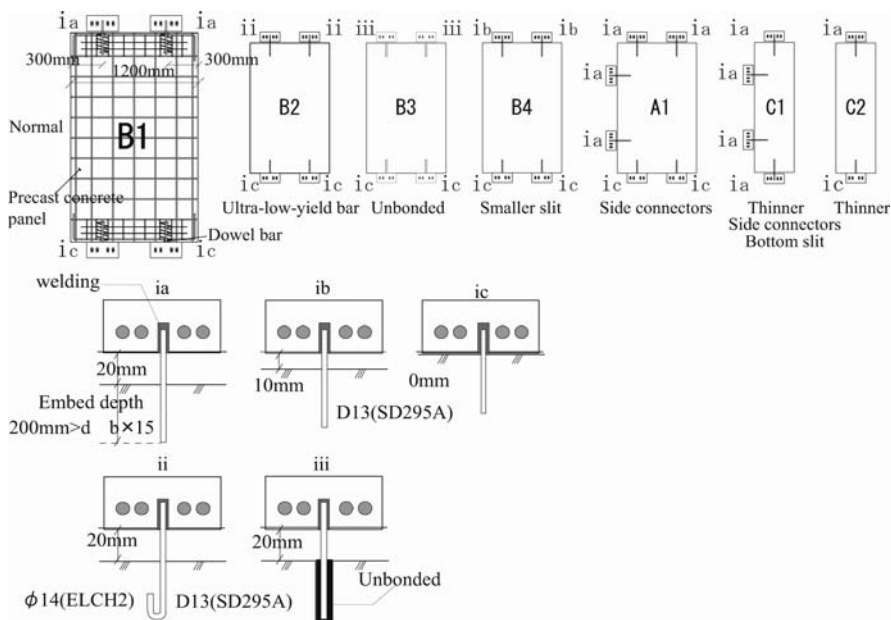 ia ia ii ii iii iii ib ib ia ia ia ia
300mm 1200mm 300mm
ia ia
Normal B1 B2 B3 B4 A1 C1 C2
ia ia
Precast concrete
panel
ic ic ic ic ic ic ic ic ia ic
Dowel bar
ic ic
Ultra-low-yield bar Unbonded Smaller slit Side connectors Thinner Thinner
Side connectors
Bottom slit
welding
ia ib ic
20mm 10mm 0mm
Embed depth
200mm>d b×15
D13(SD295A)
ii iii
20mm 20mm
Unbonded
φ14(ELCH2) D13(SD295A)